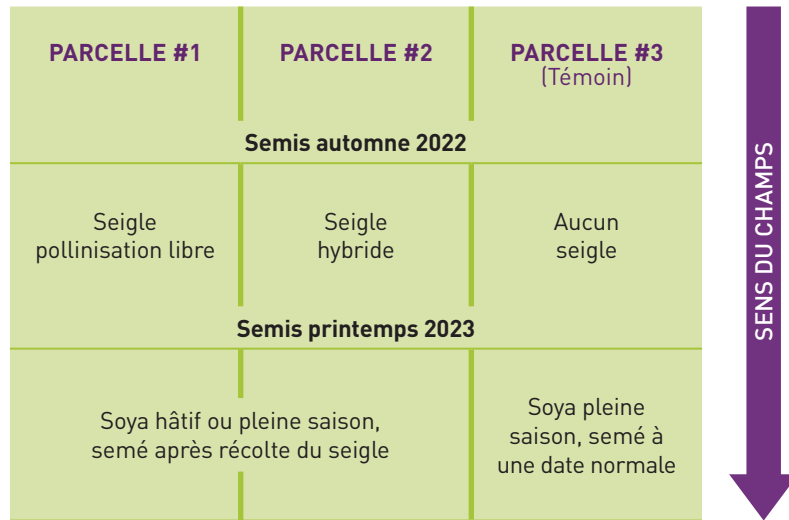 PARCELLE #1
PARCELLE #2
PARCELLE #3
(Témoin)
Semis automne 2022
Seigle
pollinisation libre
Seigle
hybride
Aucun
seigle
Semis printemps 2023
Soya hâtif ou pleine saison,
semé après récolte du seigle
Soya pleine
saison, semé à
une date normale
SENS DU CHAMPS